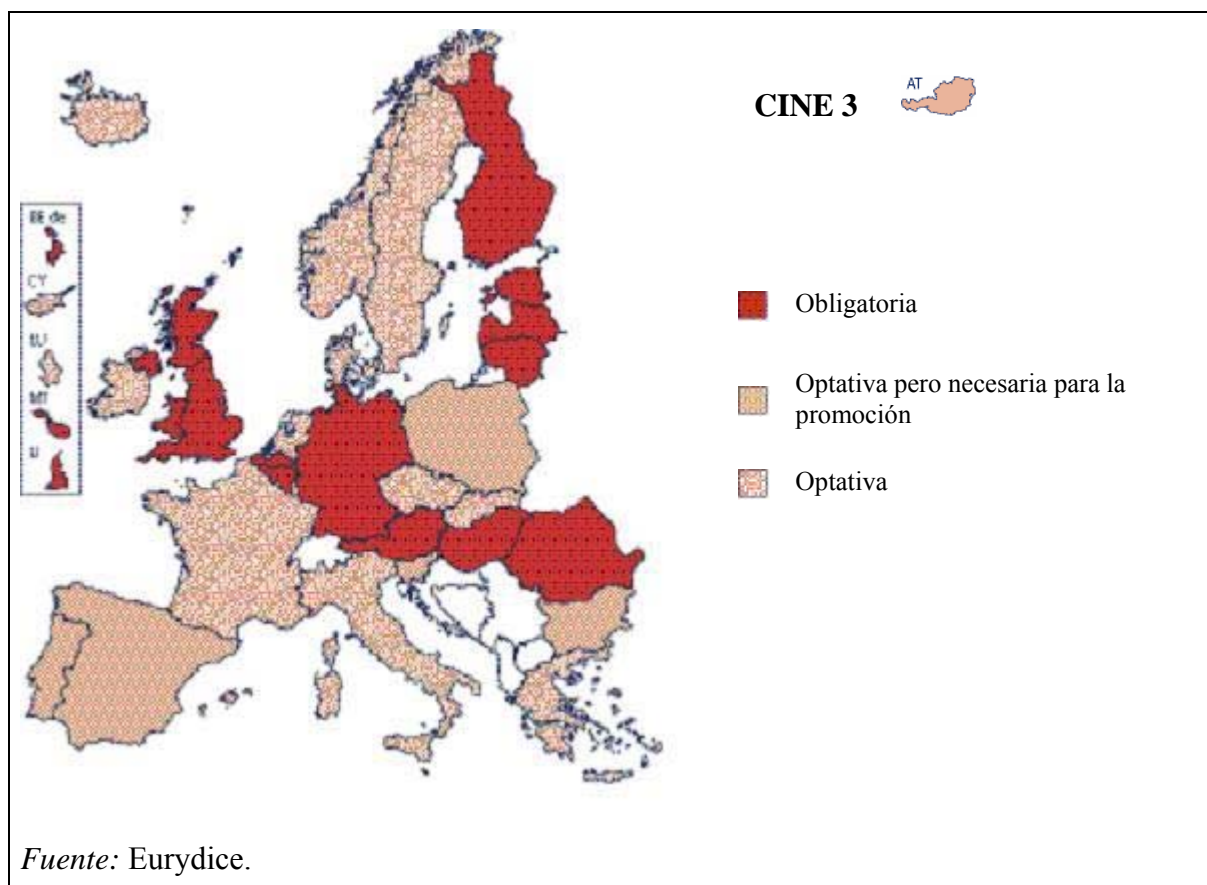 CINE 3
AT
BE de
CY
LU
MT
LI
Obligatoria
Optativa pero necesaria para la
promoción
Optativa
Fuente: Eurydice.